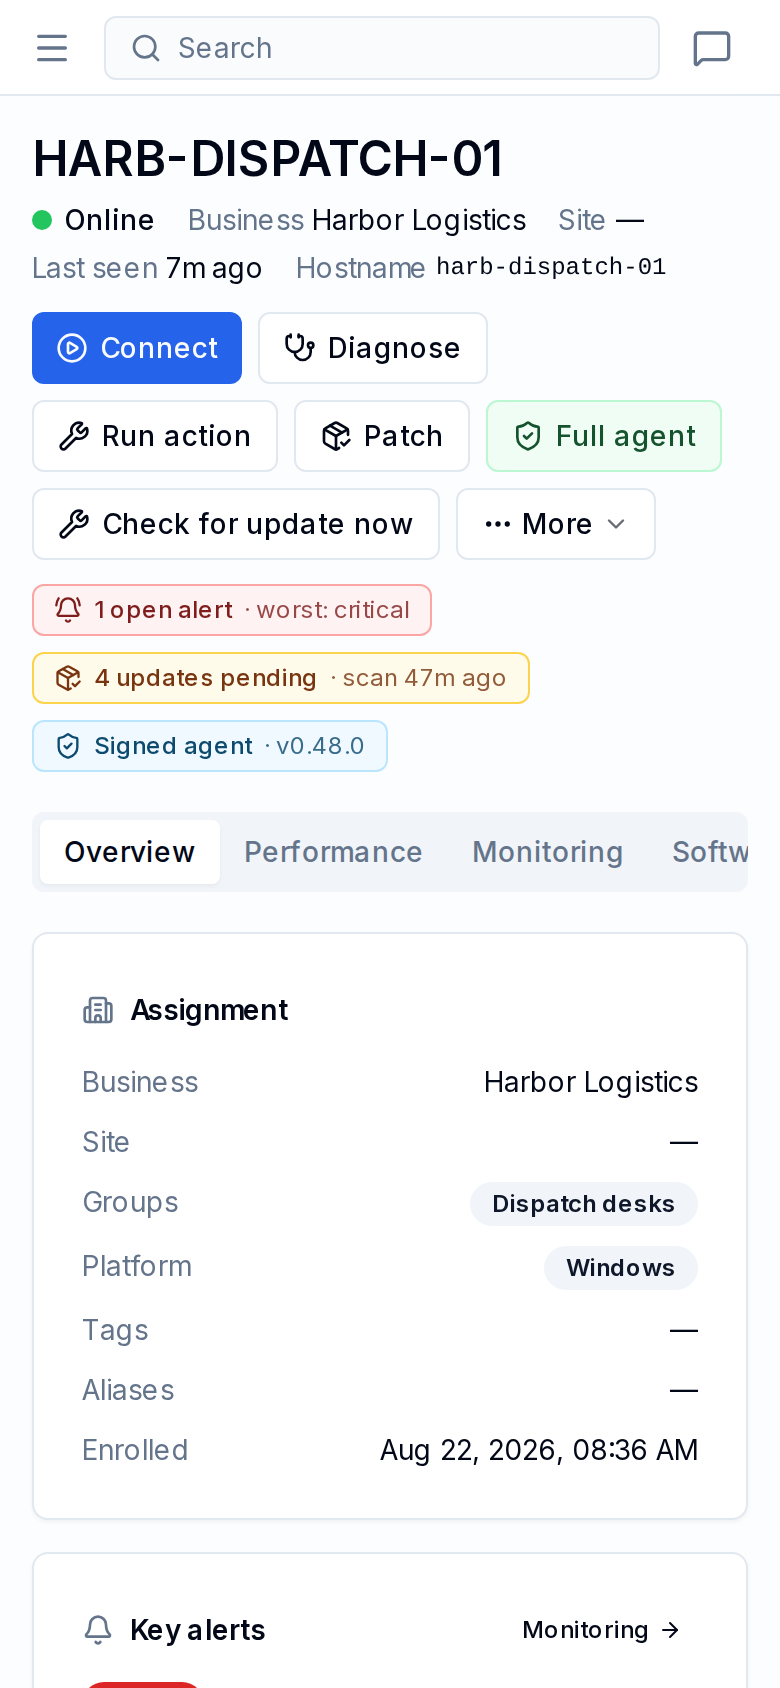 Search
HARB-DISPATCH-01
Online Business Harbor Logistics Site —
Last seen 7m ago Hostname harb-dispatch-01
Connect Diagnose
Run action Patch Full agent
Check for update now More
1 open alert · worst: critical
4 updates pending · scan 47m ago
Signed agent · v0.48.0
Overview Performance Monitoring Softw
Assignment
Business Harbor Logistics
Site —
Groups Dispatch desks
Platform Windows
Tags —
Aliases —
Enrolled Aug 22, 2026, 08:36 AM
Key alerts Monitoring →